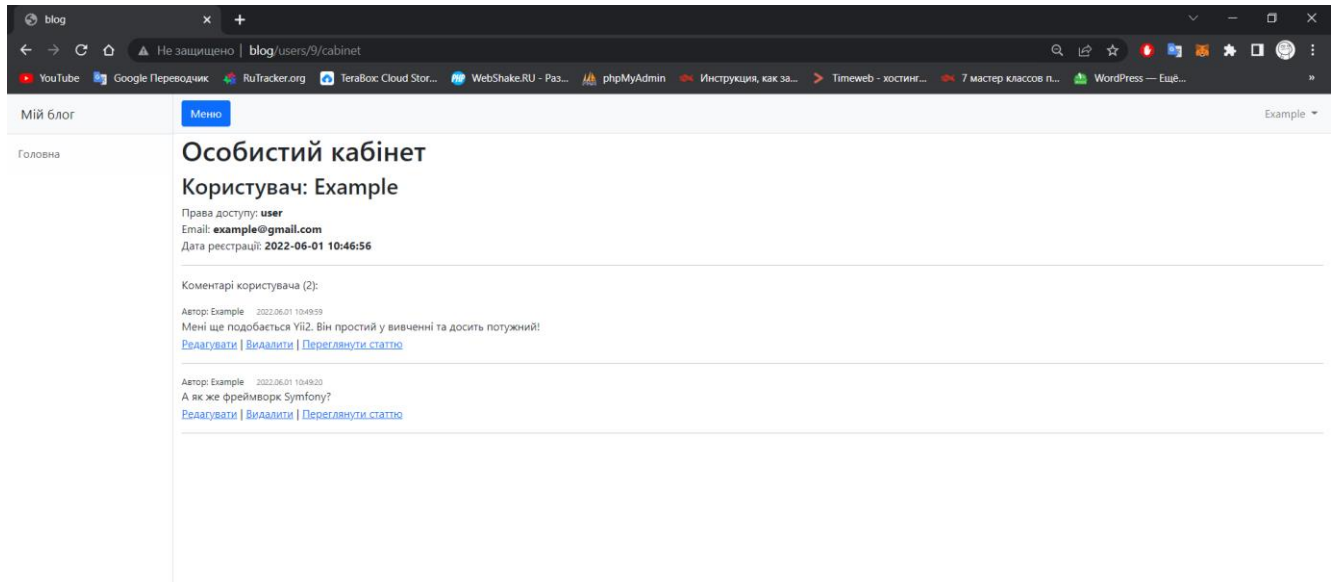 blog
Не защищено | blog/users/9/cabinet
YouTube Google Переводчик RuTracker.org TeraBox: Cloud Stor... WebShake.RU - Раз... phpMyAdmin Инструкция, как за... Timeweb - хостинг... 7 мастер классов п... WordPress — Ещё... »
Мій блог Меню Example
Головна
Особистий кабінет
Користувач: Example
Права доступу: user
Email: example@gmail.com
Дата реєстрації: 2022-06-01 10:46:56
Коментарі користувача (2):
Автор: Example 2022.06.01 10:49:59
Мені ще подобається Yii2. Він простий у вивченні та досить потужний!
Редагувати | Видалити | Переглянути статтю
Автор: Example 2022.06.01 10:49:20
А як же фреймворк Symfony?
Редагувати | Видалити | Переглянути статтю